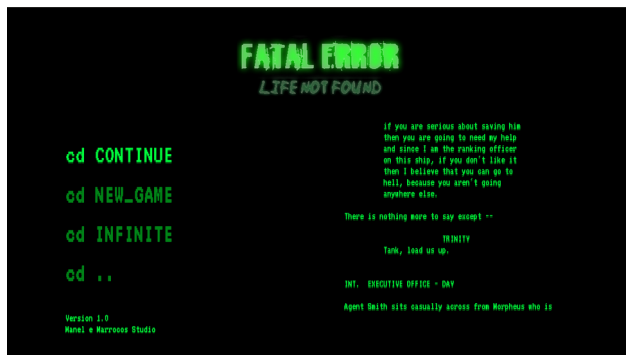 FATAL ERROR
LIFE NOT FOUND
cd CONTINUE
cd NEW_GAME
cd INFINITE
cd ..
Version 1.0
Manel e Marrocos Studio
if you are serious about saving him
then you are going to need my help
and since I am the ranking officer
on this ship, if you don't like it
then I believe that you can go to
hell, because you aren't going
anywhere else.
There is nothing more to say except --
TRINITY
Tank, load us up.
INT. EXECUTIVE OFFICE - DAY
Agent Smith sits casually across from Morpheus who is